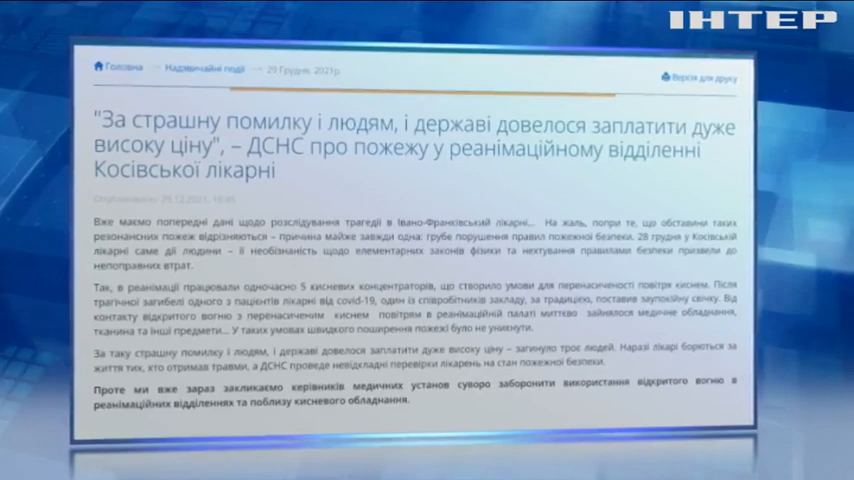 ІНТЕР
Головна → Надзвичайні події → 29 Грудня, 2021р
Версія для друку
"За страшну помилку і людям, і державі довелося заплатити дуже
високу ціну", – ДСНС про пожежу у реанімаційному відділенні
Косівської лікарні
Опубліковано 29.12.2021
Вже маємо попередні дані щодо розслідування трагедії в Івано-Франківський лікарні... На жаль, попри те, що обставини таких
резонансних пожеж відрізняються – причина майже завжди одна: грубе порушення правил пожежної безпеки. 28 грудня у Косівській
лікарні саме дії людини – її необізнаність щодо елементарних законів фізики та нехтування правилами безпеки призвели до
непоправних втрат.
Так, в реанімації працювали одночасно 5 кисневих концентраторів, що створило умови для перенасиченості повітря киснем. Після
трагічної загибелі одного з пацієнтів лікарні від covid-19, один із співробітників закладу, за традицією, поставив заупокійну свічку. Від
контакту відкритого вогню з перенасиченим киснем повітрям в реанімаційній палаті миттєво зайнялося медичне обладнання,
тканина та інші предмети... У таких умовах швидкого поширення пожежі було не уникнути.
За таку страшну помилку і людям, і державі довелося заплатити дуже високу ціну – загинуло троє людей. Наразі лікарі борються за
життя тих, хто отримав травми, а ДСНС проведе невідкладні перевірки лікарень на стан пожежної безпеки.
Проте ми вже зараз закликаємо керівників медичних установ суворо заборонити використання відкритого вогню в
реанімаційних відділеннях та поблизу кисневого обладнання.